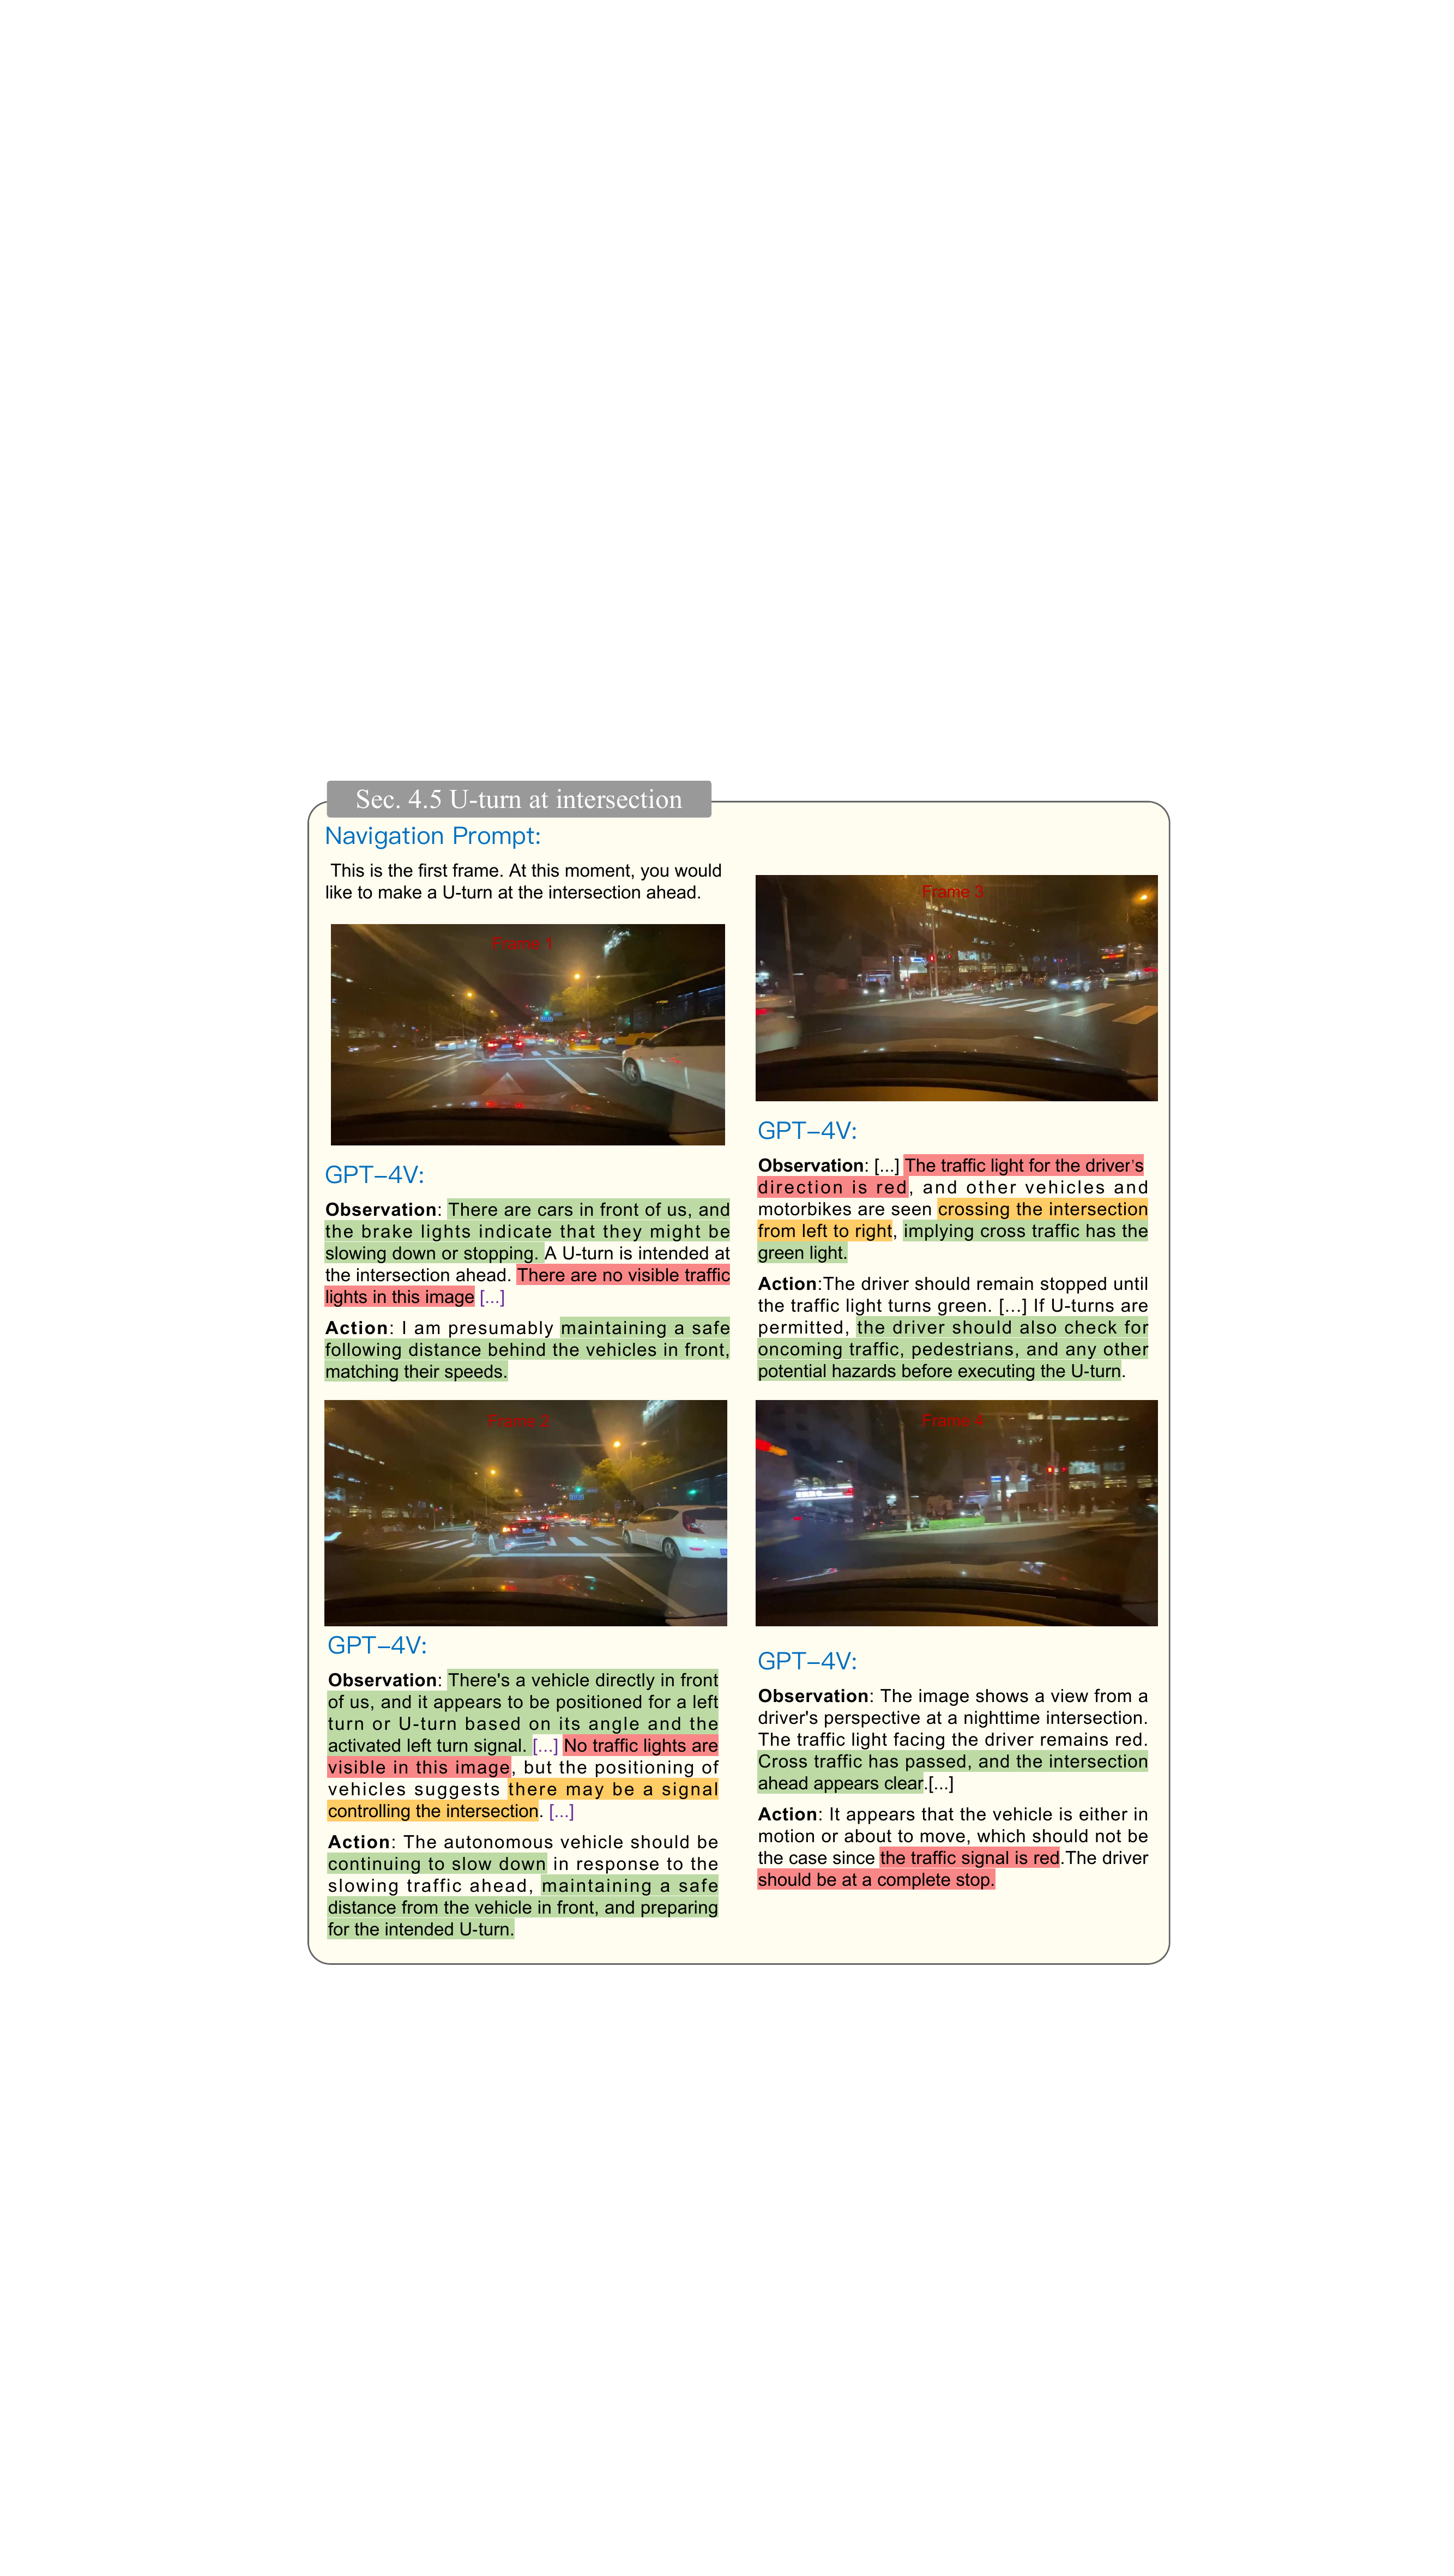 Sec. 4.5 U-turn at intersection
Navigation Prompt:
This is the first frame. At this moment, you would
like to make a U-turn at the intersection ahead.
Frame 1
GPT–4V:
Observation: There are cars in front of us, and
the brake lights indicate that they might be
slowing down or stopping. A U-turn is intended at
the intersection ahead. There are no visible traffic
lights in this image [...]
Action: I am presumably maintaining a safe
following distance behind the vehicles in front,
matching their speeds.
Frame 2
GPT–4V:
Observation: There's a vehicle directly in front
of us, and it appears to be positioned for a left
turn or U-turn based on its angle and the
activated left turn signal. [...] No traffic lights are
visible in this image, but the positioning of
vehicles suggests there may be a signal
controlling the intersection. [...]
Action: The autonomous vehicle should be
continuing to slow down in response to the
slowing traffic ahead, maintaining a safe
distance from the vehicle in front, and preparing
for the intended U-turn.
Frame 3
GPT–4V:
Observation: [...] The traffic light for the driver's
direction is red, and other vehicles and
motorbikes are seen crossing the intersection
from left to right, implying cross traffic has the
green light.
Action:The driver should remain stopped until
the traffic light turns green. [...] If U-turns are
permitted, the driver should also check for
oncoming traffic, pedestrians, and any other
potential hazards before executing the U-turn.
Frame 4
GPT–4V:
Observation: The image shows a view from a
driver's perspective at a nighttime intersection.
The traffic light facing the driver remains red.
Cross traffic has passed, and the intersection
ahead appears clear.[...]
Action: It appears that the vehicle is either in
motion or about to move, which should not be
the case since the traffic signal is red.The driver
should be at a complete stop.